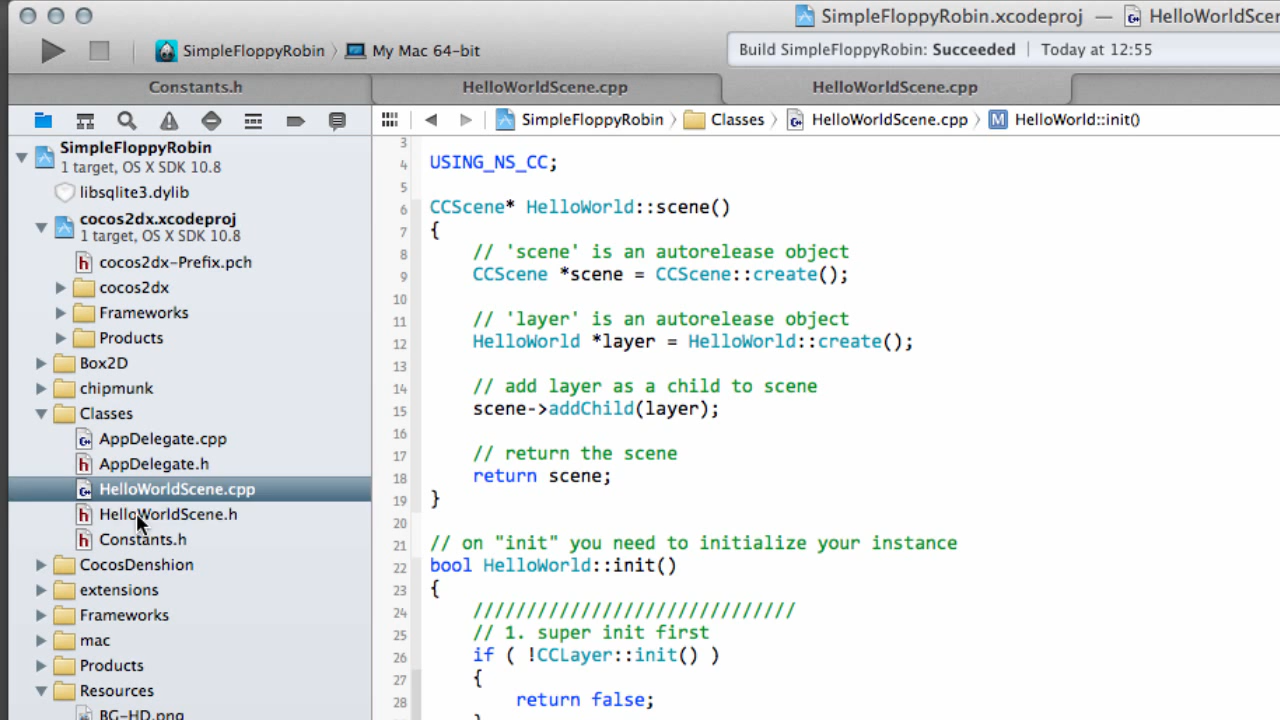 SimpleFloppyRobin.xcodeproj — HelloWorldScen
SimpleFloppyRobin 〉 My Mac 64-bit
Build SimpleFloppyRobin: Succeeded | Today at 12:55
Constants.h
HelloWorldScene.cpp
HelloWorldScene.cpp
SimpleFloppyRobin 〉 Classes 〉 HelloWorldScene.cpp 〉 M HelloWorld::init()
SimpleFloppyRobin
1 target, OS X SDK 10.8
libsqlite3.dylib
cocos2dx.xcodeproj
1 target, OS X SDK 10.8
h cocos2dx-Prefix.pch
cocos2dx
Frameworks
Products
Box2D
chipmunk
Classes
AppDelegate.cpp
h AppDelegate.h
HelloWorldScene.cpp
h HelloWorldScene.h
h Constants.h
CocosDenshion
extensions
Frameworks
mac
Products
Resources
BG-HD.png
3
4 USING_NS_CC;
5
6 CCScene* HelloWorld::scene()
7 {
8 // 'scene' is an autorelease object
9 CCScene *scene = CCScene::create();
10
11 // 'layer' is an autorelease object
12 HelloWorld *layer = HelloWorld::create();
13
14 // add layer as a child to scene
15 scene->addChild(layer);
16
17 // return the scene
18 return scene;
19 }
20
21 // on "init" you need to initialize your instance
22 bool HelloWorld::init()
23 {
24 //////////////////////////////
25 // 1. super init first
26 if ( !CCLayer::init() )
27 {
28 return false;